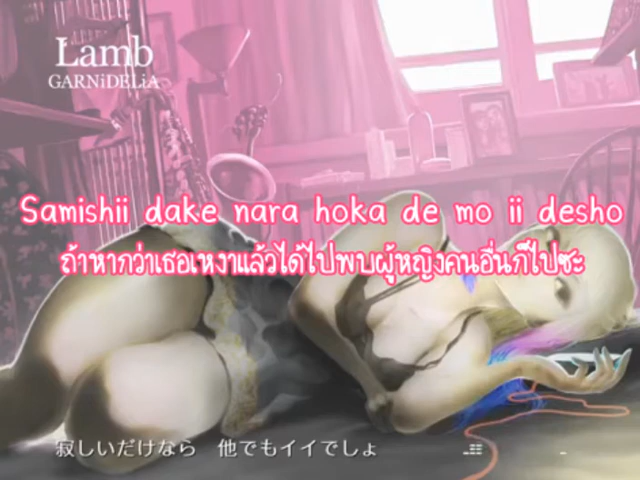 Lamb
GARNiDELiA
Samishii dake nara hoka de mo ii desho
ถ้าหากว่าเธอเหงาแล้วได้ไปพบผู้หญิงคนอื่นก็ไปซะ
寂しいだけなら 他でもイイでしょ